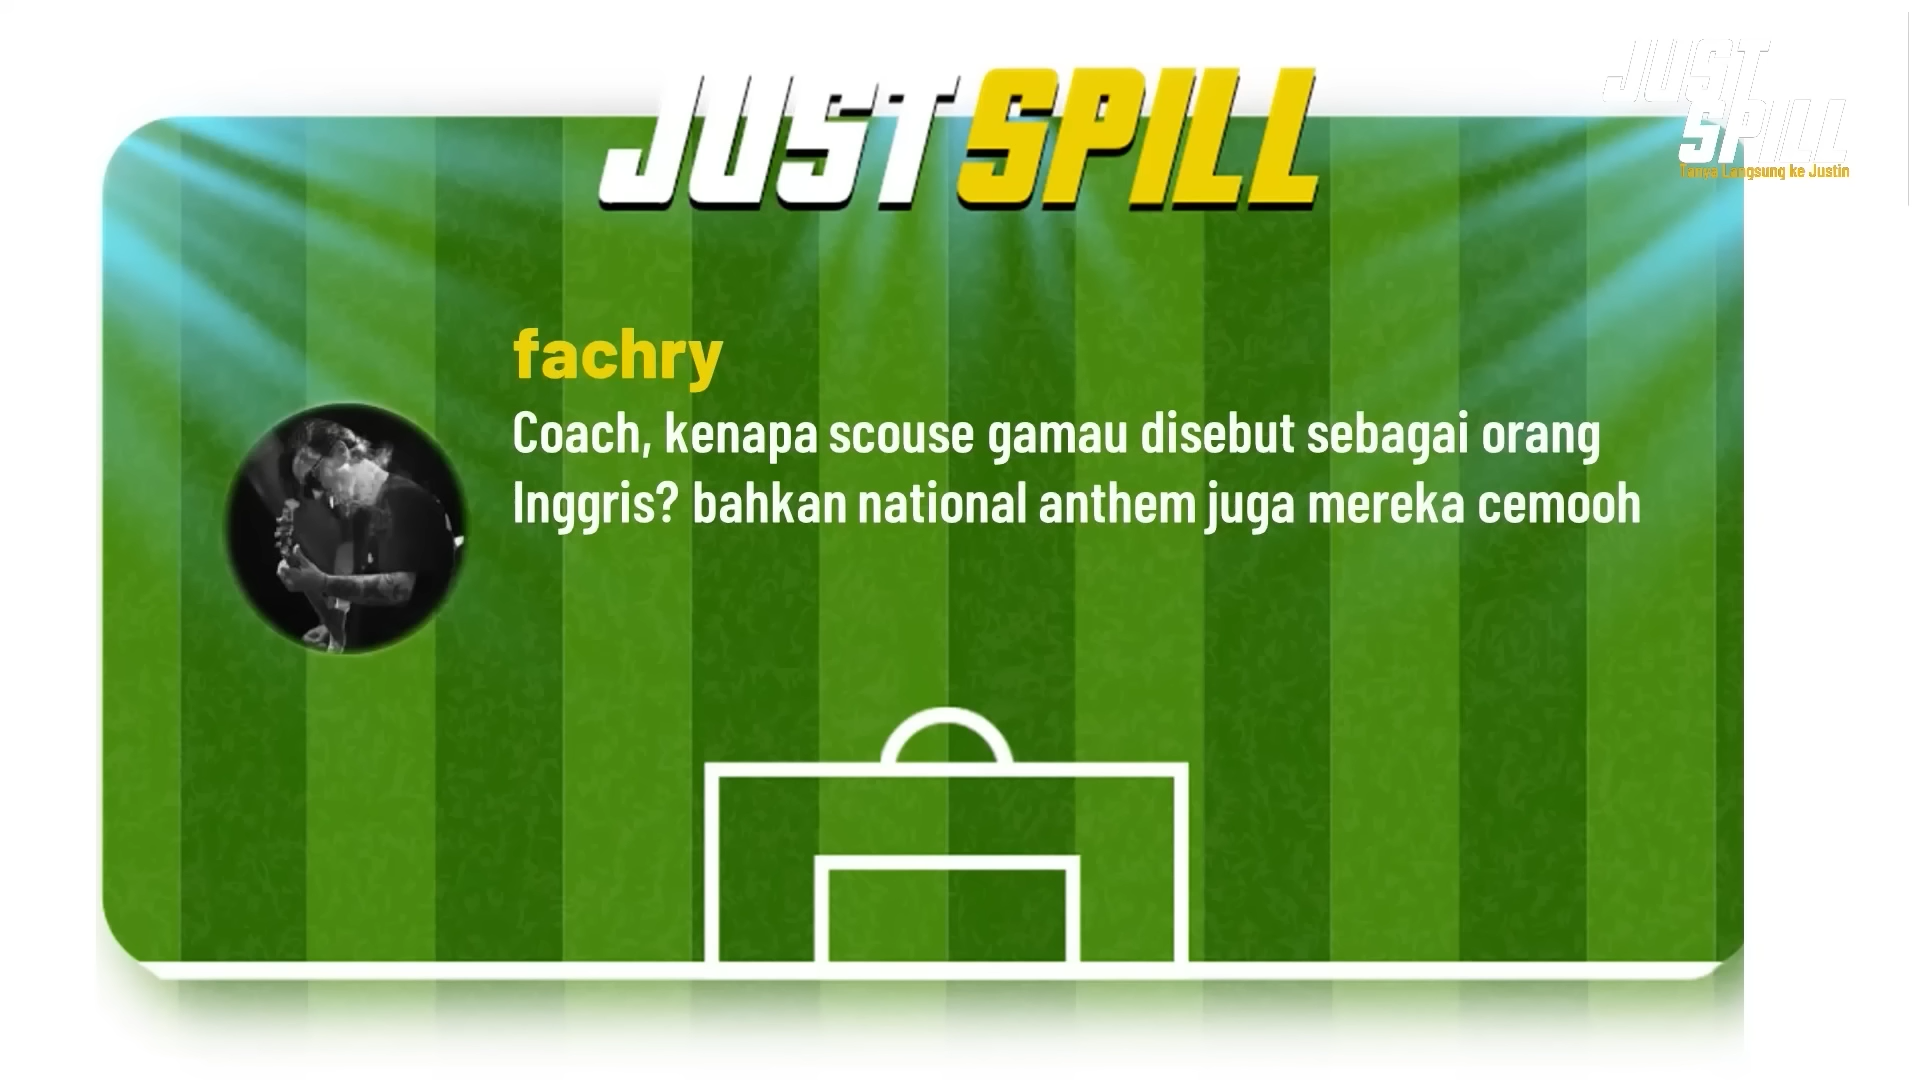 JUST SPILL
JUST
SPILL
Tanya Langsung ke Justin
fachry
Coach, kenapa scouse gamau disebut sebagai orang
Inggris? bahkan national anthem juga mereka cemooh